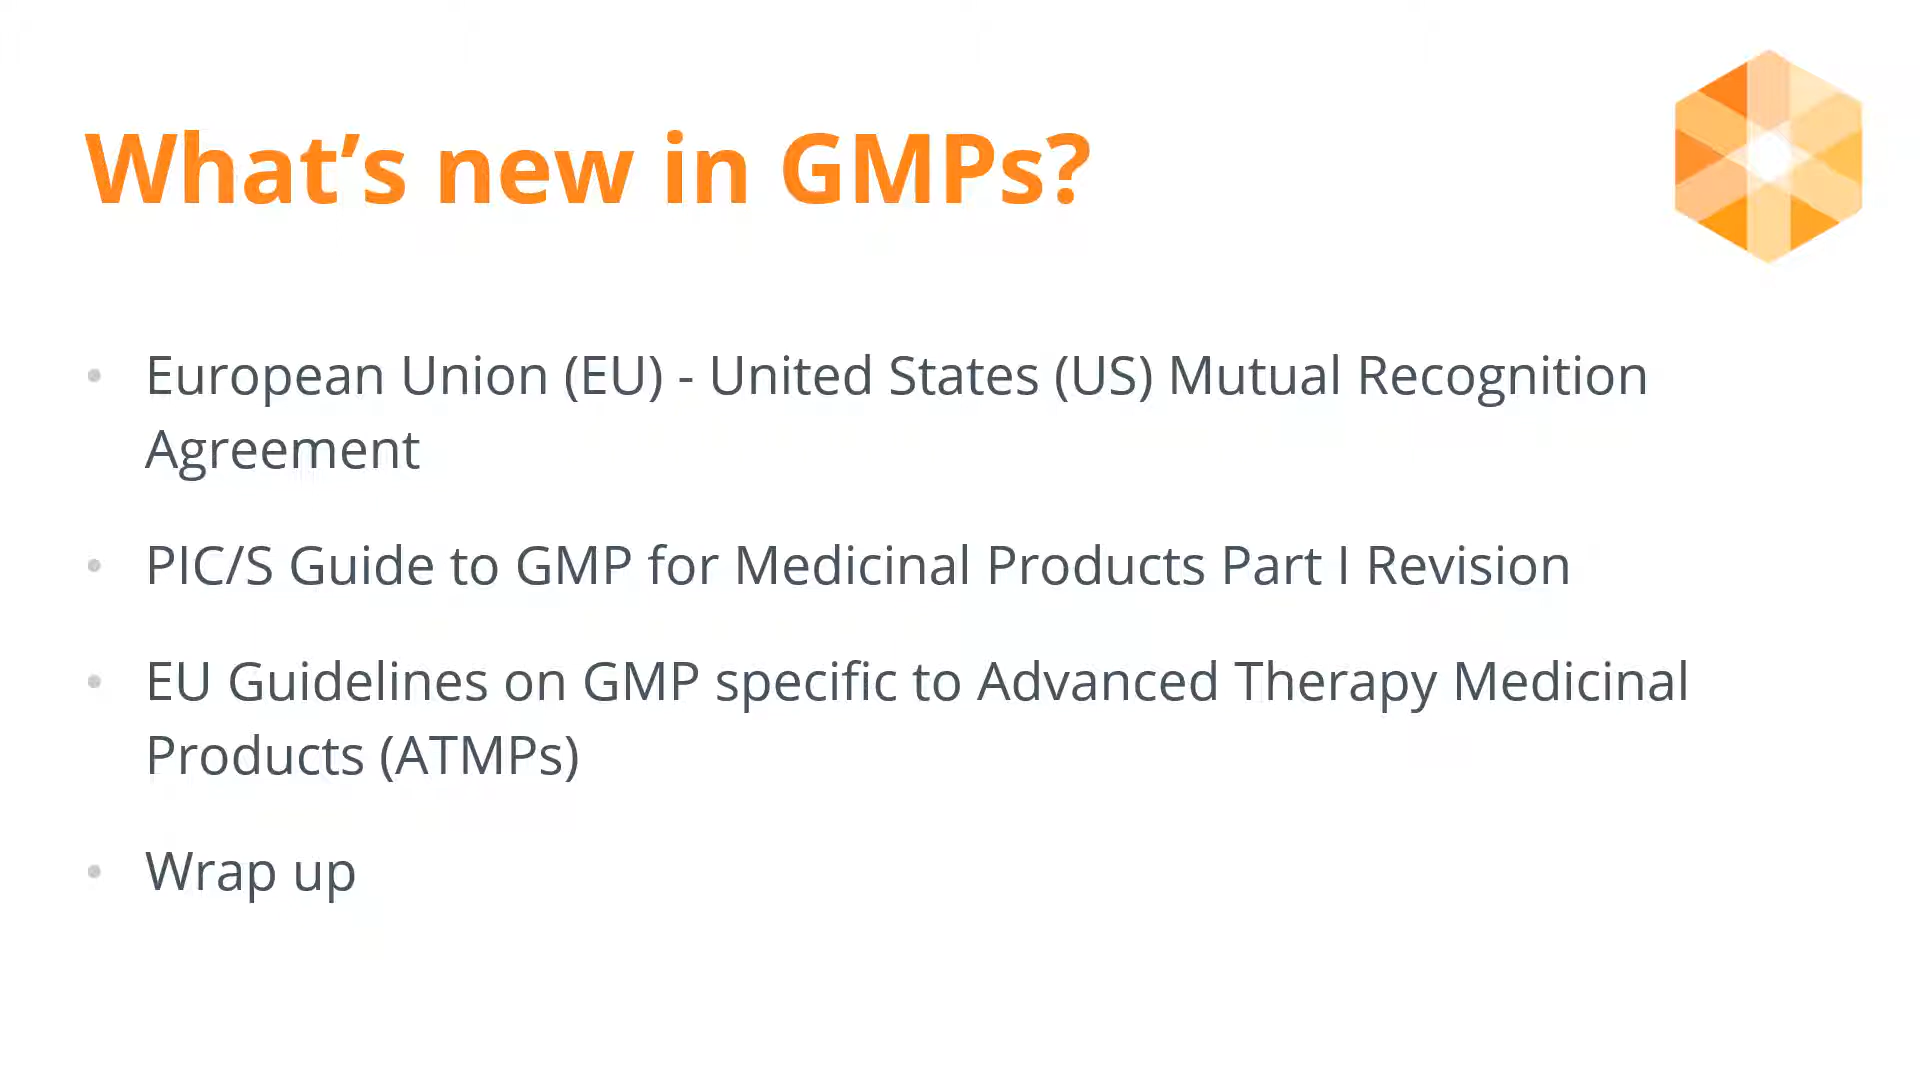 What’s new in GMPs?
• European Union (EU) - United States (US) Mutual Recognition
Agreement
• PIC/S Guide to GMP for Medicinal Products Part I Revision
• EU Guidelines on GMP specific to Advanced Therapy Medicinal
Products (ATMPs)
• Wrap up